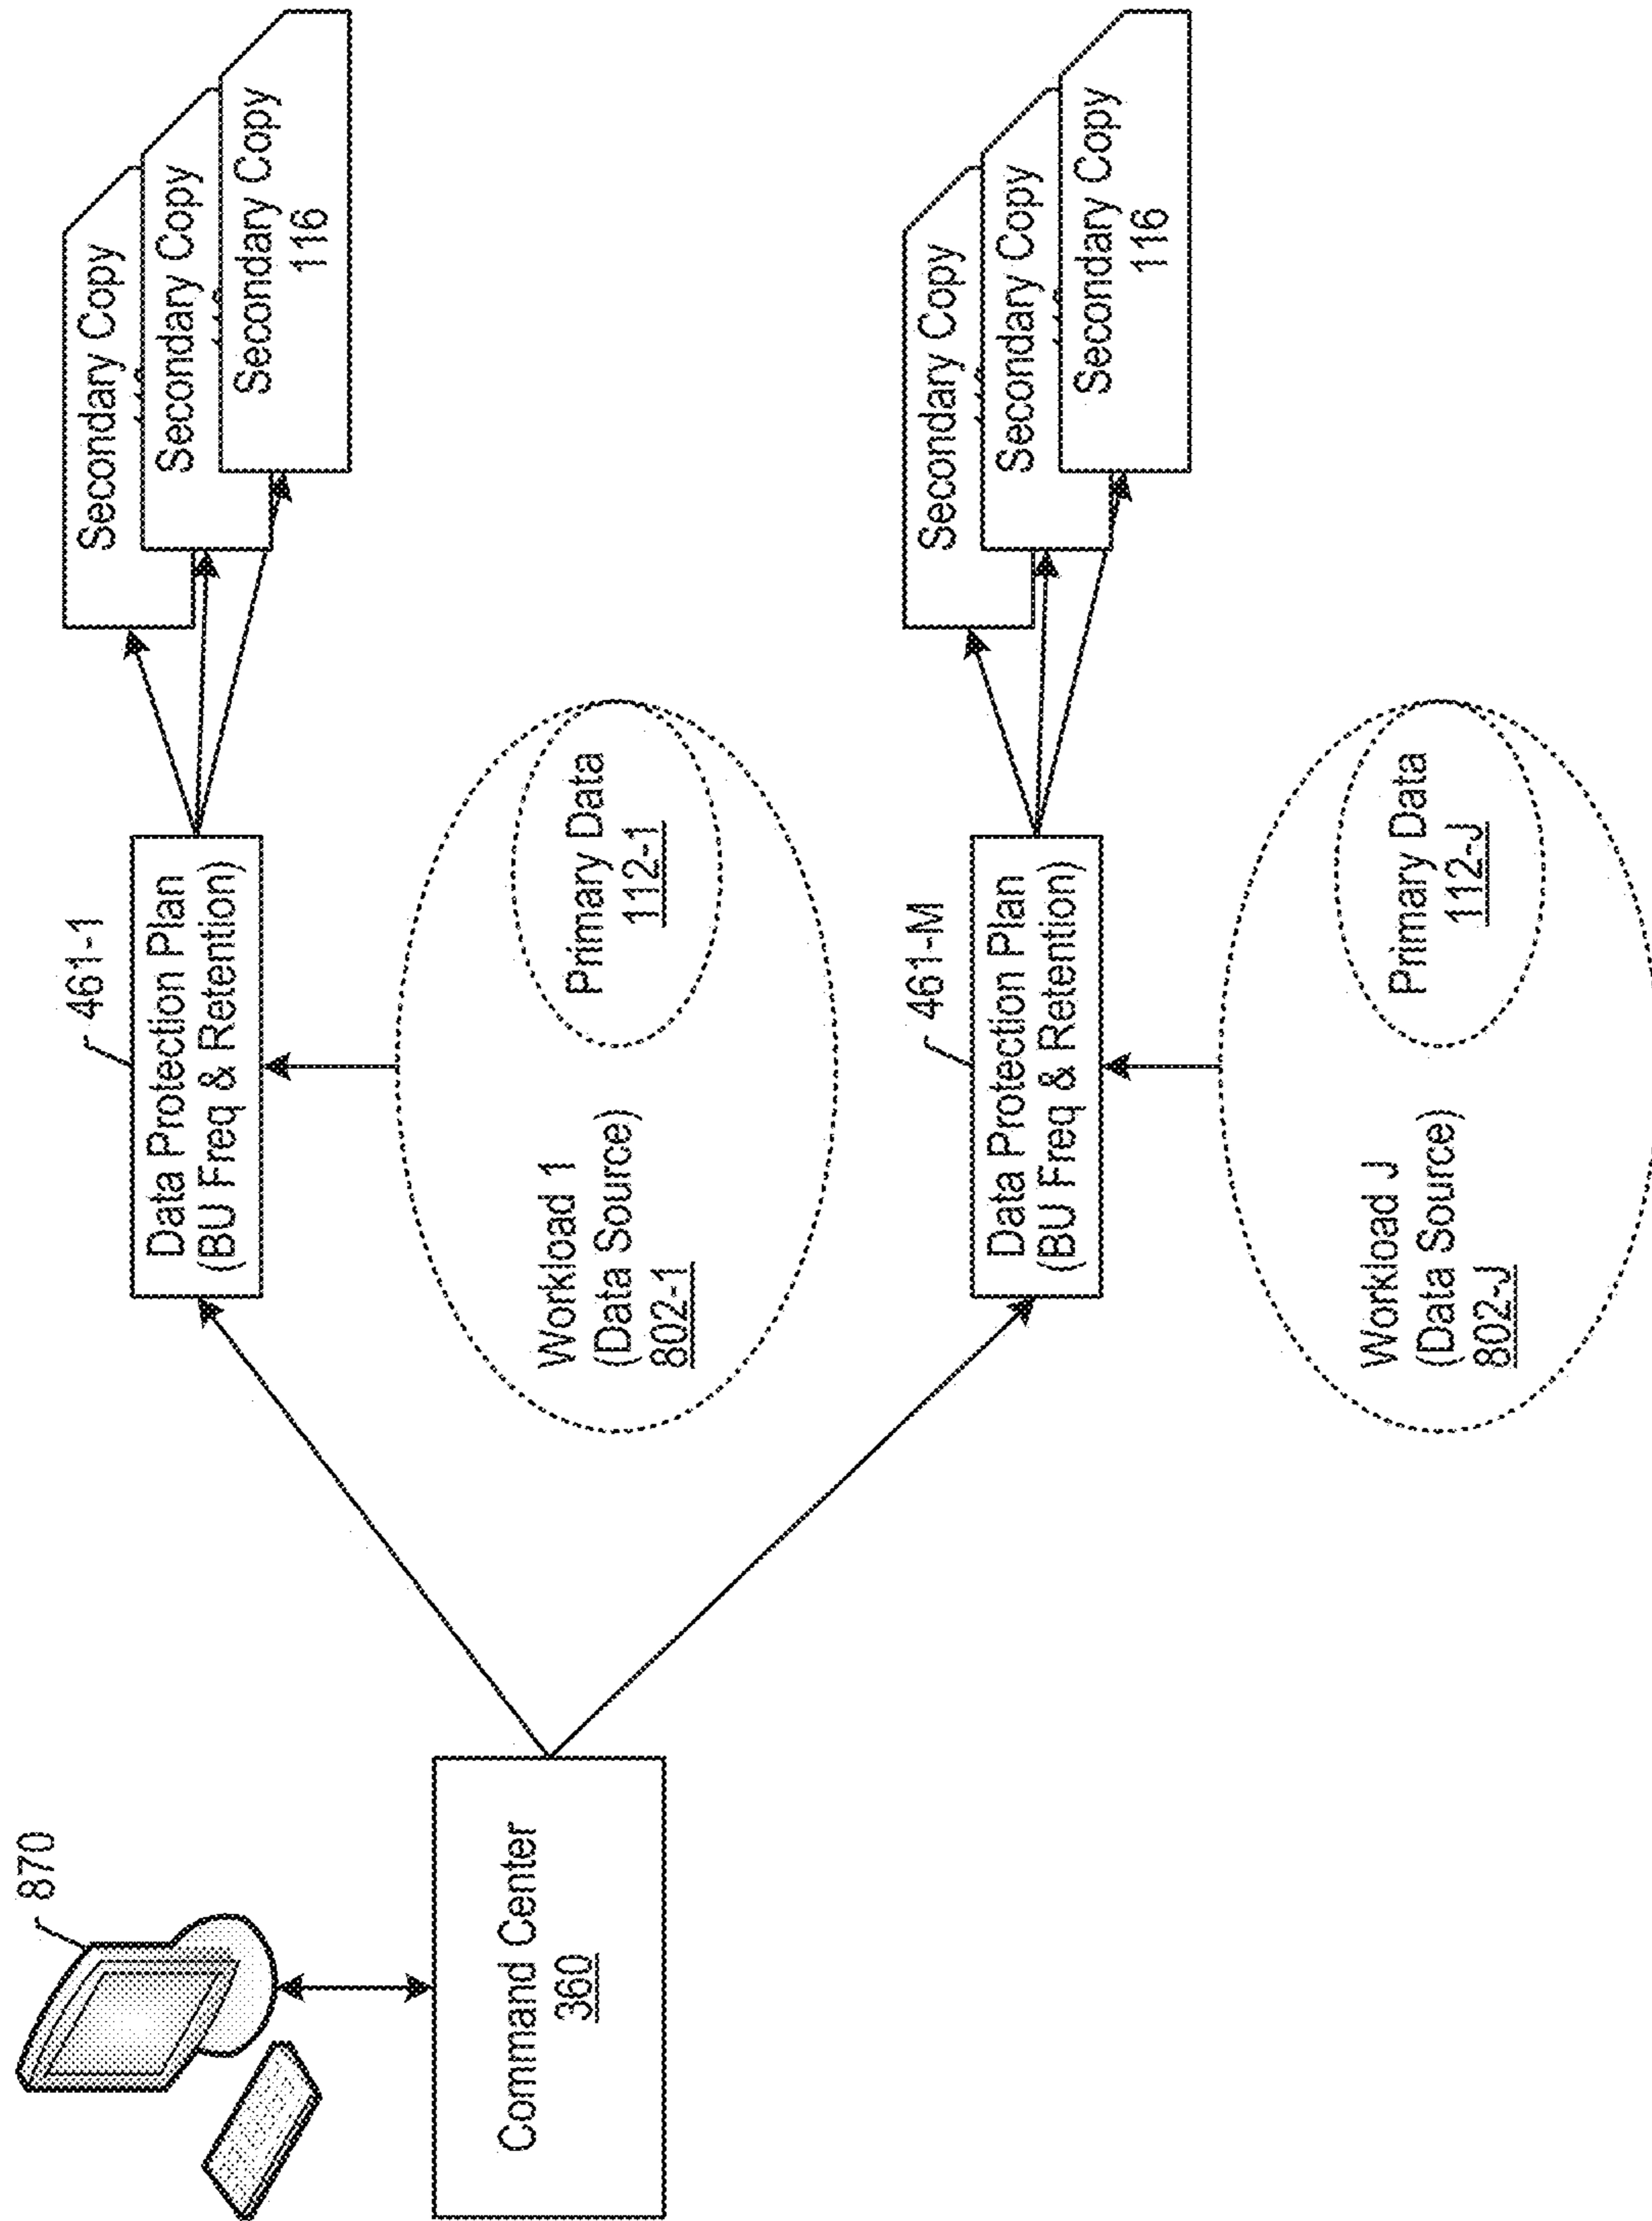 870
Command Center
360
461-1
Data Protection Plan
(BU Freq & Retention)
Workload 1
(Data Source)
802-1
Primary Data
112-1
Secondary Copy
Secondary Copy
Secondary Copy
116
461-M
Data Protection Plan
(BU Freq & Retention)
Workload J
(Data Source)
802-J
Primary Data
112-J
Secondary Copy
Secondary Copy
Secondary Copy
116